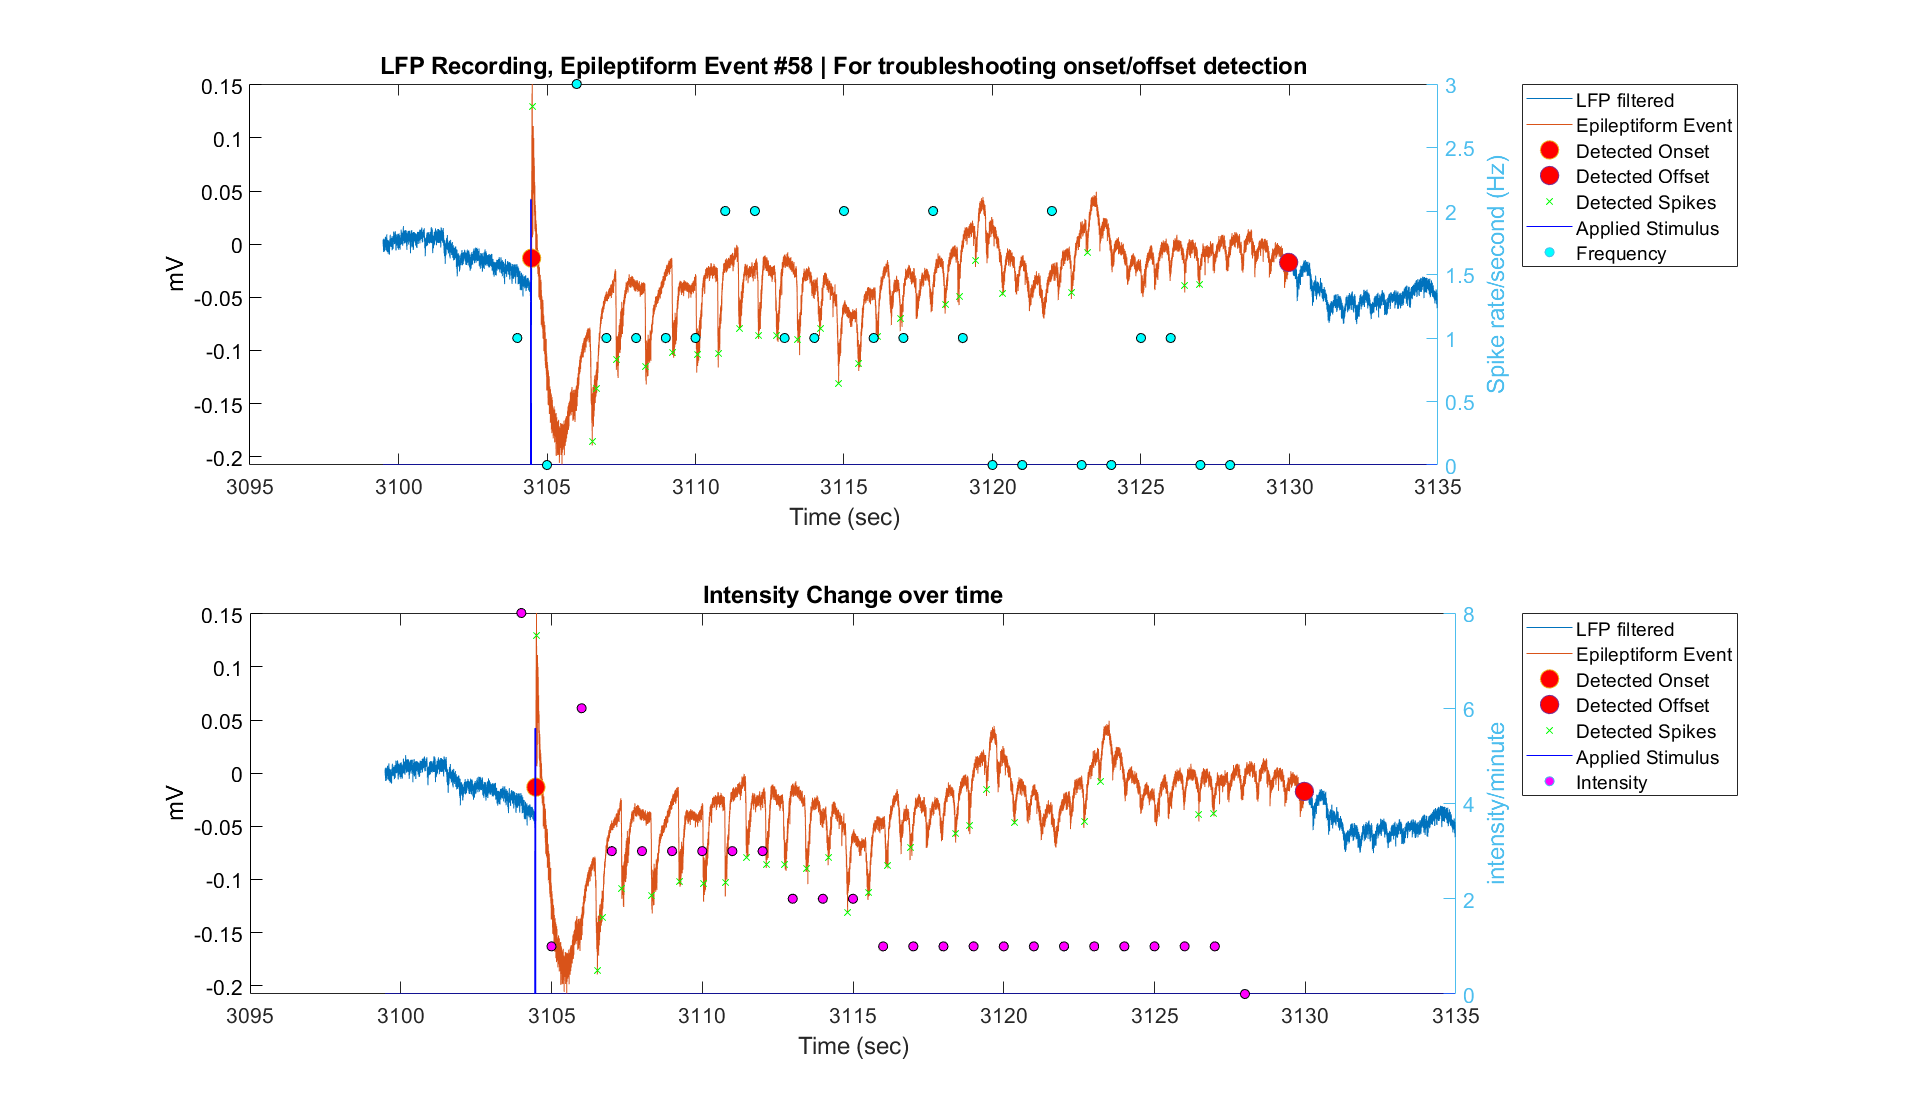 LFP Recording, Epileptiform Event #58 | For troubleshooting onset/offset detection
0.15
0.1
0.05
0
-0.05
-0.1
-0.15
-0.2
mV
3
2.5
2
1.5
1
0.5
0
Spike rate/second (Hz)
3095 3100 3105 3110 3115 3120 3125 3130 3135
Time (sec)
LFP filtered
Epileptiform Event
Detected Onset
Detected Offset
Detected Spikes
Applied Stimulus
Frequency
Intensity Change over time
0.15
0.1
0.05
0
-0.05
-0.1
-0.15
-0.2
mV
8
6
4
2
0
intensity/minute
3095 3100 3105 3110 3115 3120 3125 3130 3135
Time (sec)
LFP filtered
Epileptiform Event
Detected Onset
Detected Offset
Detected Spikes
Applied Stimulus
Intensity